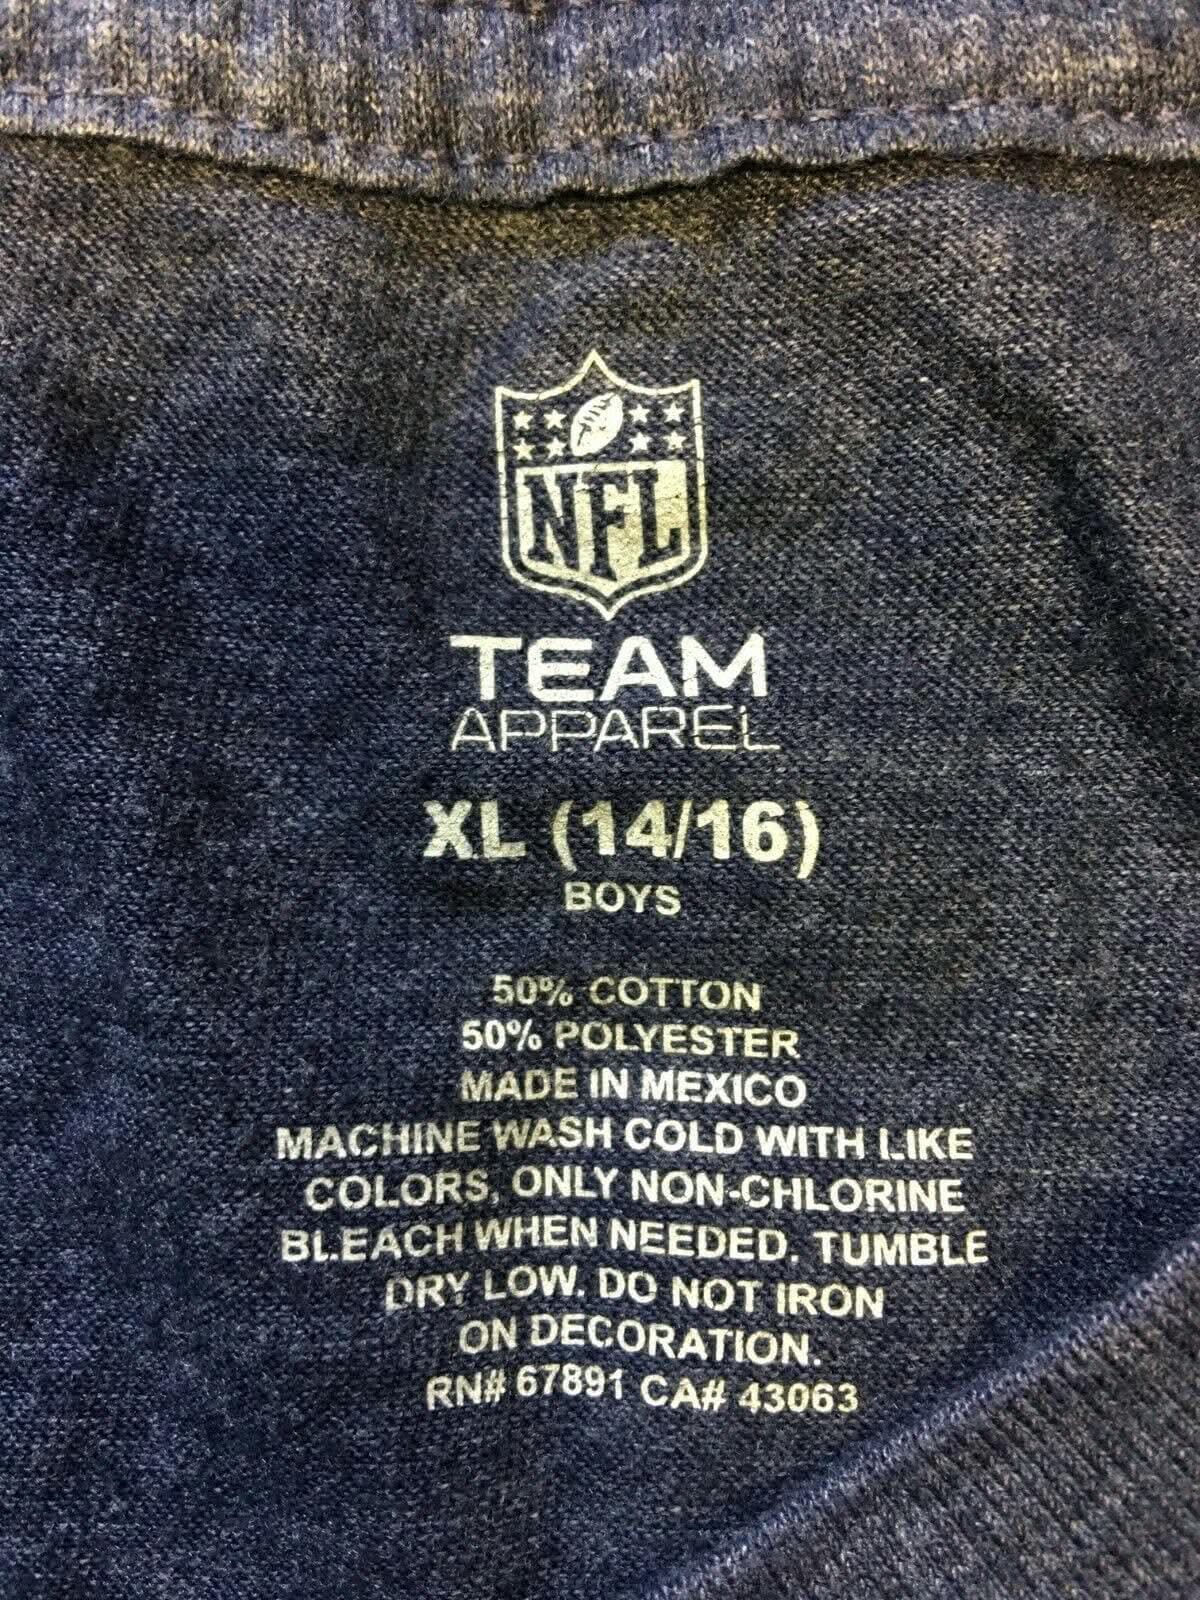 NFL
TEAM
APPAREL
XL (14/16)
BOYS
50% COTTON
50% POLYESTER
MADE IN MEXICO
MACHINE WASH COLD WITH LIKE
COLORS, ONLY NON-CHLORINE
BLEACH WHEN NEEDED. TUMBLE
DRY LOW. DO NOT IRON
ON DECORATION.
RN# 67891 CA# 43063